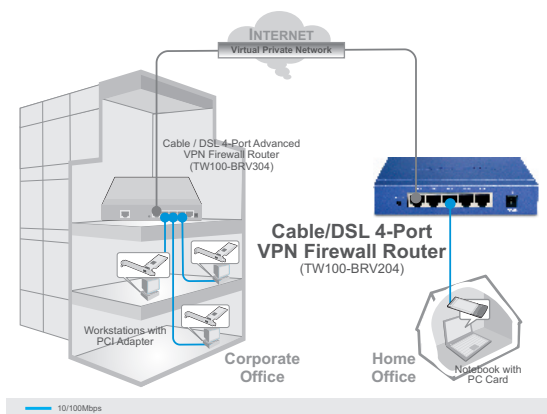 INTERNET
Virtual Private Network
Cable / DSL 4-Port Advanced
VPN Firewall Router
(TW100-BRV304)
Cable/DSL 4-Port
VPN Firewall Router
(TW100-BRV204)
Workstations with
PCI Adapter
Corporate
Office
Home
Office
Notebook with
PC Card
10/100Mbps